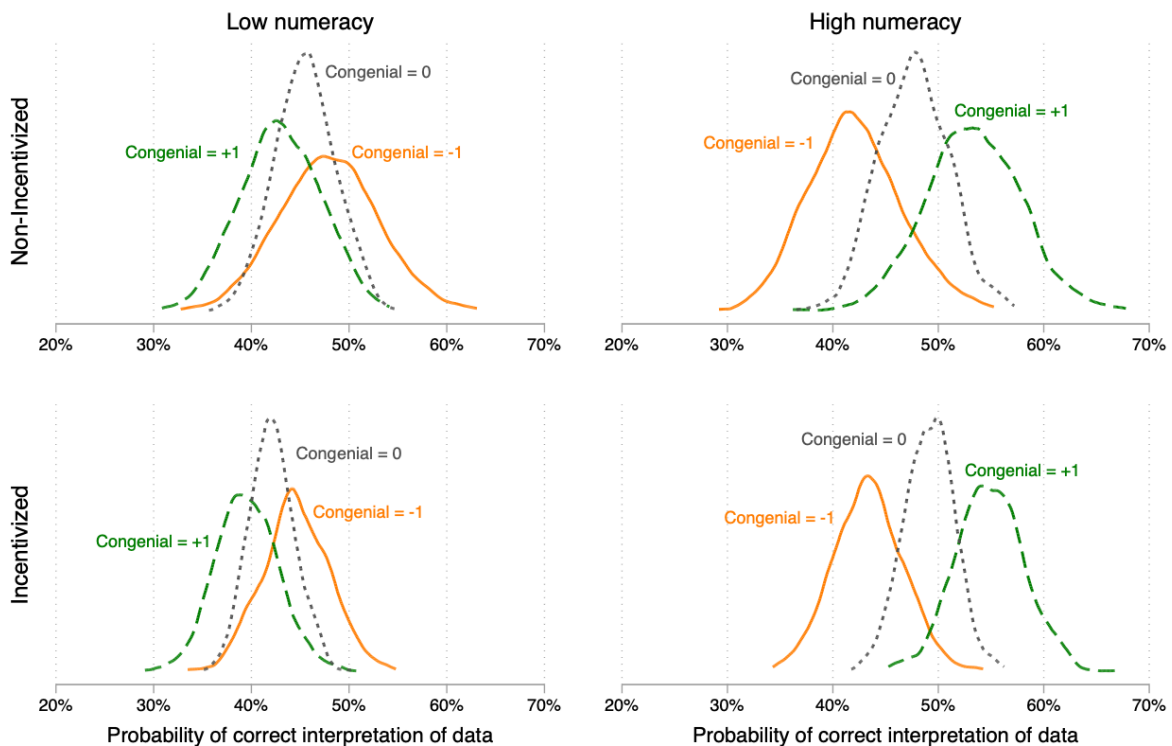 Low numeracy
High numeracy
Non-Incentivized
Congenial = 0
Congenial = +1
Congenial = -1
20% 30% 40% 50% 60% 70%
Congenial = 0
Congenial = +1
Congenial = -1
20% 30% 40% 50% 60% 70%
Incentivized
Congenial = 0
Congenial = -1
Congenial = +1
20% 30% 40% 50% 60% 70%
Probability of correct interpretation of data
Congenial = 0
Congenial = +1
Congenial = -1
20% 30% 40% 50% 60% 70%
Probability of correct interpretation of data